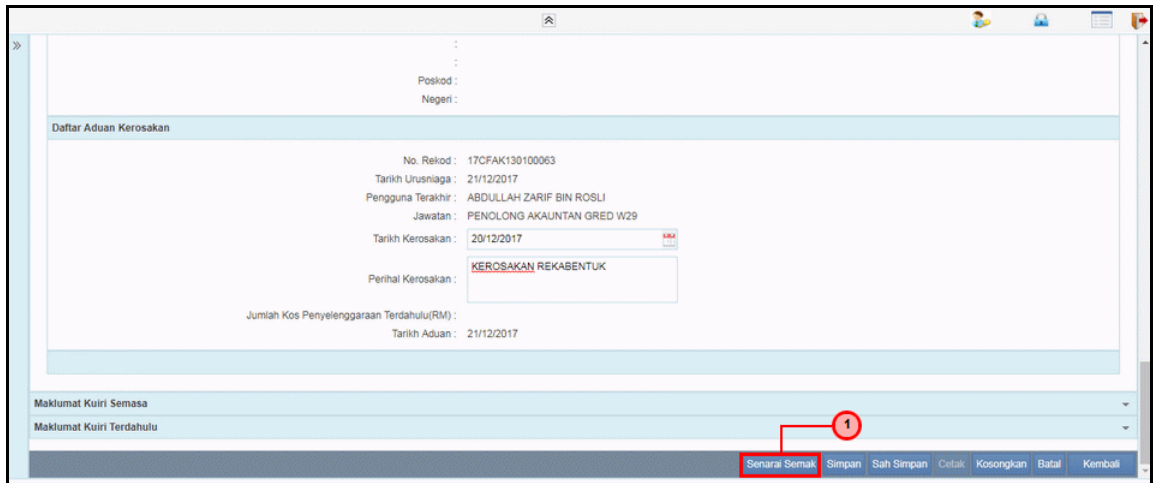 :
:
Poskod :
Negeri :
Daftar Aduan Kerosakan
No. Rekod : 17CFAK130100063
Tarikh Urusniaga : 21/12/2017
Pengguna Terakhir : ABDULLAH ZARIF BIN ROSLI
Jawatan : PENOLONG AKAUNTAN GRED W29
Tarikh Kerosakan : 20/12/2017
Perihal Kerosakan : KEROSAKAN REKABENTUK
Jumlah Kos Penyelenggaraan Terdahulu(RM) :
Tarikh Aduan : 21/12/2017
Maklumat Kuiri Semasa
Maklumat Kuiri Terdahulu
1
Senarai Semak Simpan Sah Simpan Cetak Kosongkan Batal Kembali